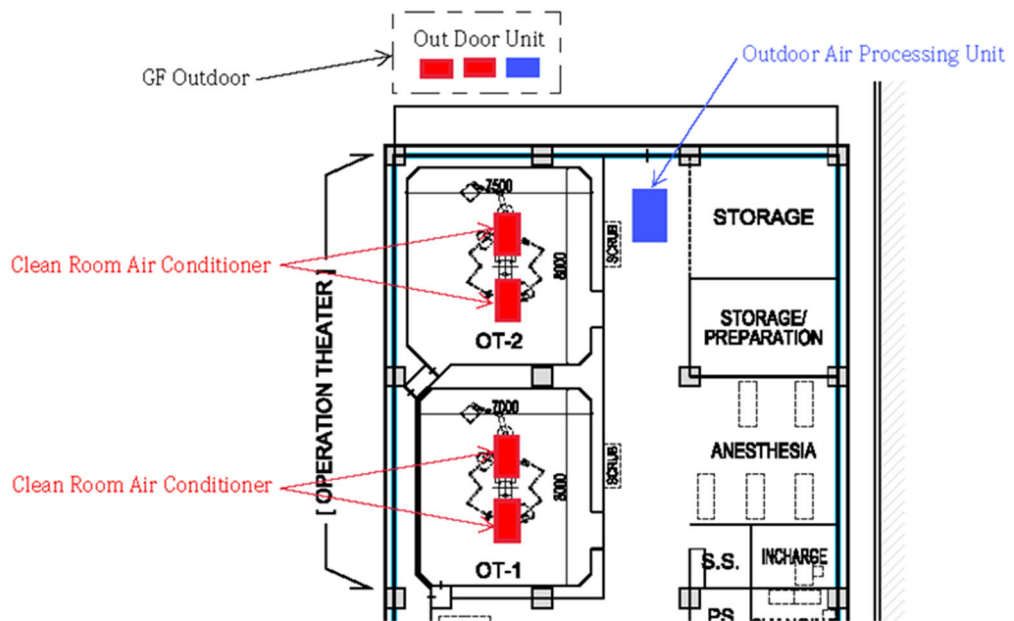 Out Door Unit
GF Outdoor
Outdoor Air Processing Unit
7500
Clean Room Air Conditioner
[ OPERATION THEATER ]
SCRUB
8000
OT-2
STORAGE
STORAGE/
PREPARATION
7000
Clean Room Air Conditioner
SCRUB
8000
OT-1
ANESTHESIA
S.S.
INCHARGE
PS